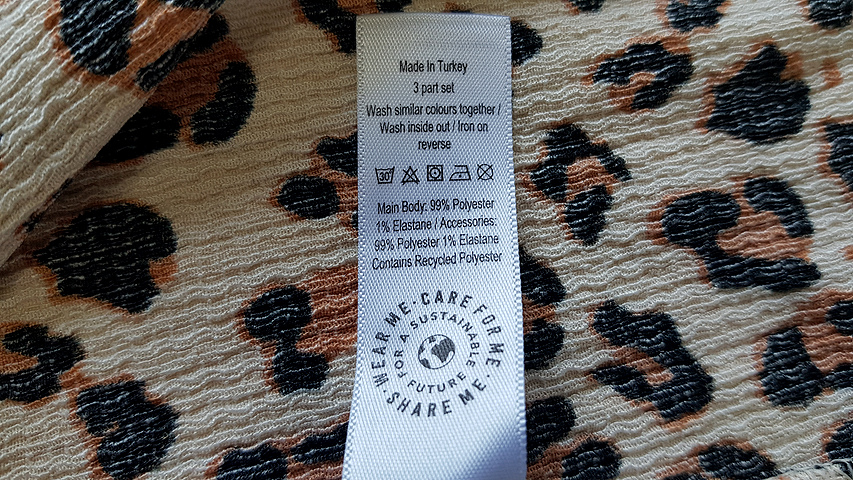 Made In Turkey
3 part set
Wash similar colours together /
Wash inside out / Iron on
reverse
30
Main Body: 99% Polyester
1% Elastane / Accessories:
99% Polyester 1% Elastane
Contains Recycled Polyester
WEAR ME · CARE FOR ME · SHARE ME ·
FOR A SUSTAINABLE FUTURE